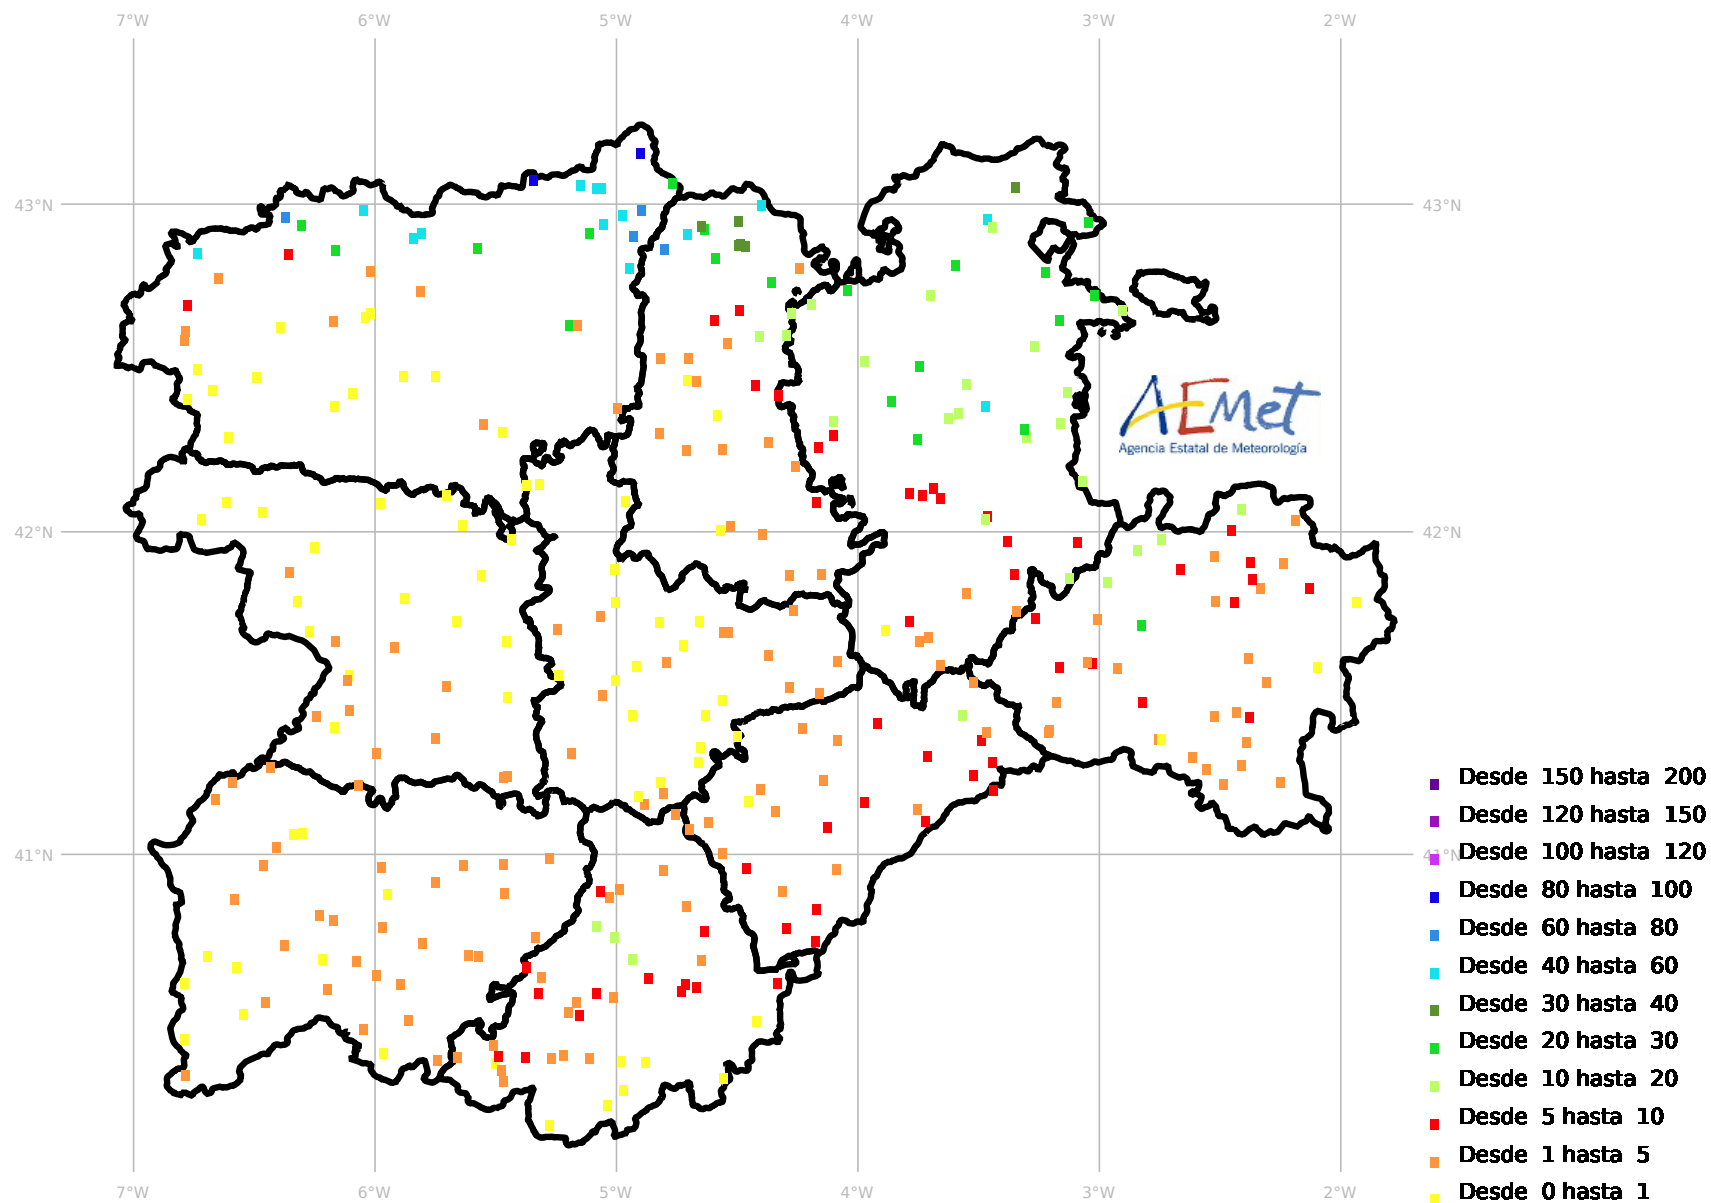 7°W 6°W 5°W 4°W 3°W 2°W
43°N 43°N
AEMet
Agencia Estatal de Meteorología
42°N 42°N
Desde 150 hasta 200
Desde 120 hasta 150
41°N 41°N
Desde 100 hasta 120
Desde 80 hasta 100
Desde 60 hasta 80
Desde 40 hasta 60
Desde 30 hasta 40
Desde 20 hasta 30
Desde 10 hasta 20
Desde 5 hasta 10
Desde 1 hasta 5
Desde 0 hasta 1
7°W 6°W 5°W 4°W 3°W 2°W